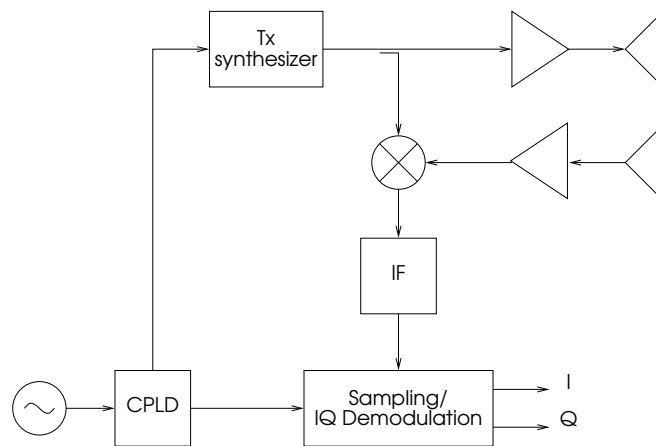 Tx
synthesizer
IF
CPLD
Sampling/
IQ Demodulation
I
Q